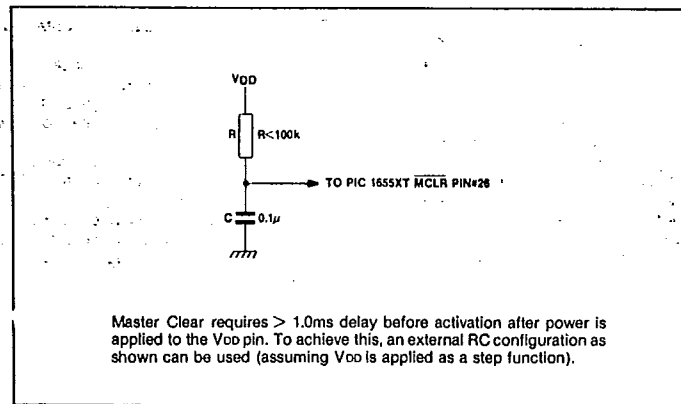 VDD
R R<100k
TO PIC 1655XT MCLR PIN#26
C 0.1µ
Master Clear requires > 1.0ms delay before activation after power is
applied to the VDD pin. To achieve this, an external RC configuration as
shown can be used (assuming VDD is applied as a step function).